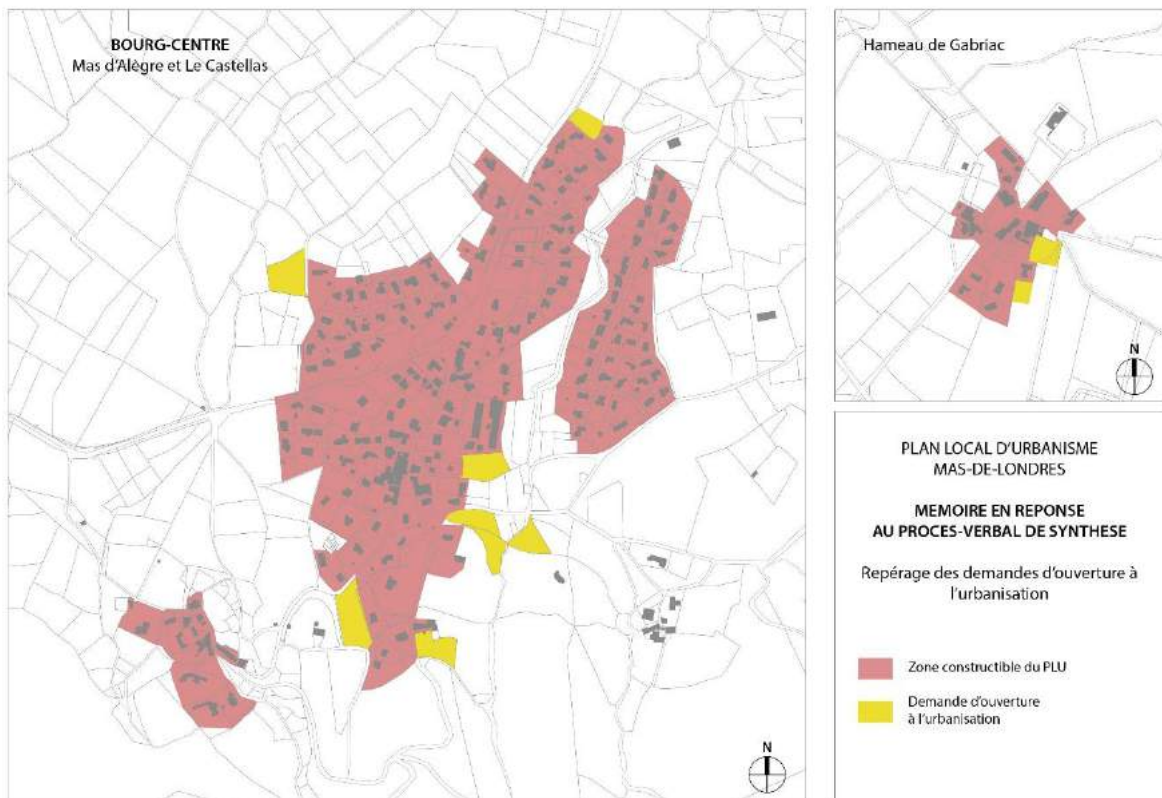 BOURG-CENTRE
Mas d'Alègre et Le Castellas
N
Hameau de Gabriac
N
PLAN LOCAL D'URBANISME
MAS-DE-LONDRES
MEMOIRE EN REPONSE
AU PROCES-VERBAL DE SYNTHESE
Repérage des demandes d'ouverture à
l'urbanisation
Zone constructible du PLU
Demande d'ouverture
à l'urbanisation